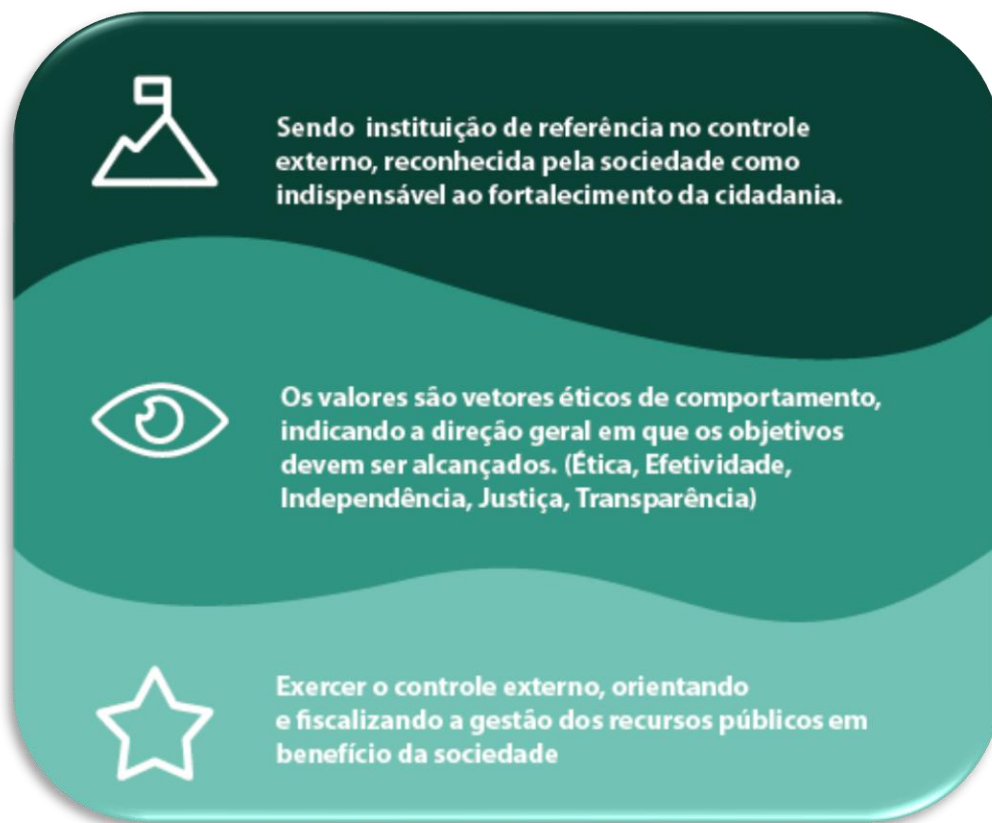 Sendo instituição de referência no controle
externo, reconhecida pela sociedade como
indispensável ao fortalecimento da cidadania.
Os valores são vetores éticos de comportamento,
indicando a direção geral em que os objetivos
devem ser alcançados. (Ética, Efetividade,
Independência, Justiça, Transparência)
Exercer o controle externo, orientando
e fiscalizando a gestão dos recursos públicos em
benefício da sociedade